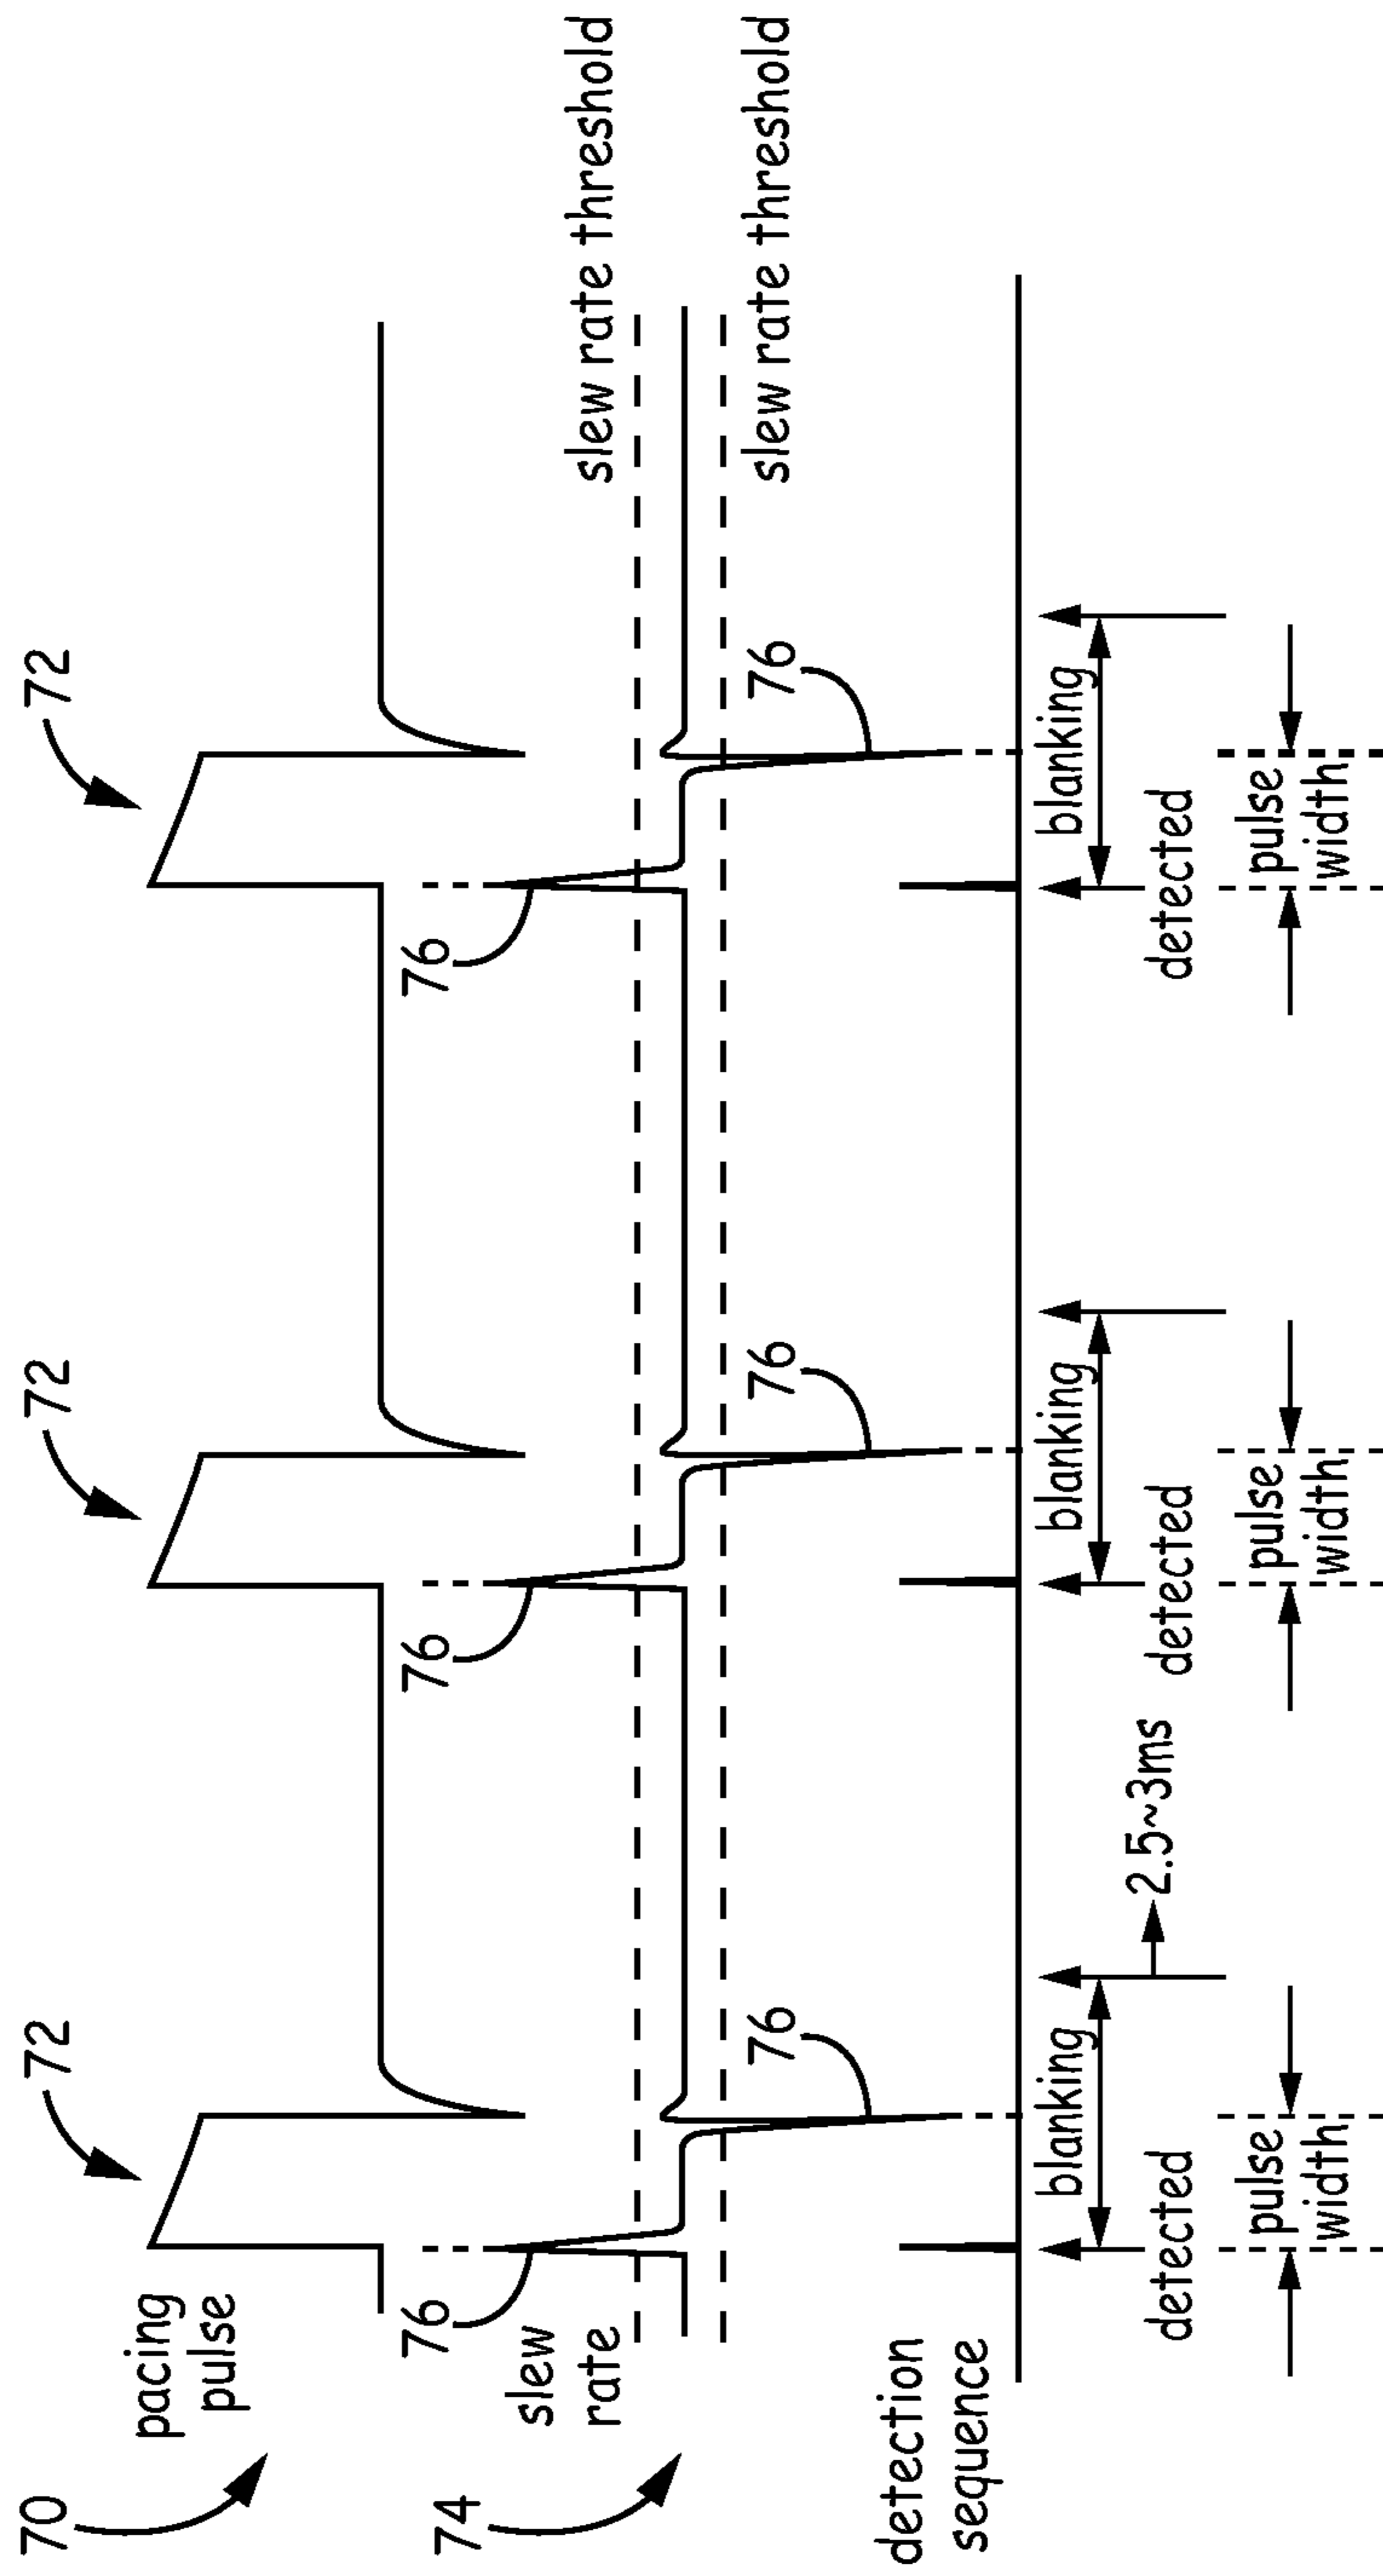 70
pacing
pulse
72
72
72
74
slew
rate
76
76
76
slew rate threshold
76
76
76
slew rate threshold
detection
sequence
blanking
blanking
blanking
detected
2.5~3ms
detected
detected
pulse
width
pulse
width
pulse
width